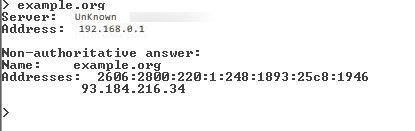 > example.org
Server:  UnKnown
Address:  192.168.0.1
Non-authoritative answer:
Name:    example.org
Addresses:  2606:2800:220:1:248:1893:25c8:1946
          93.184.216.34
>